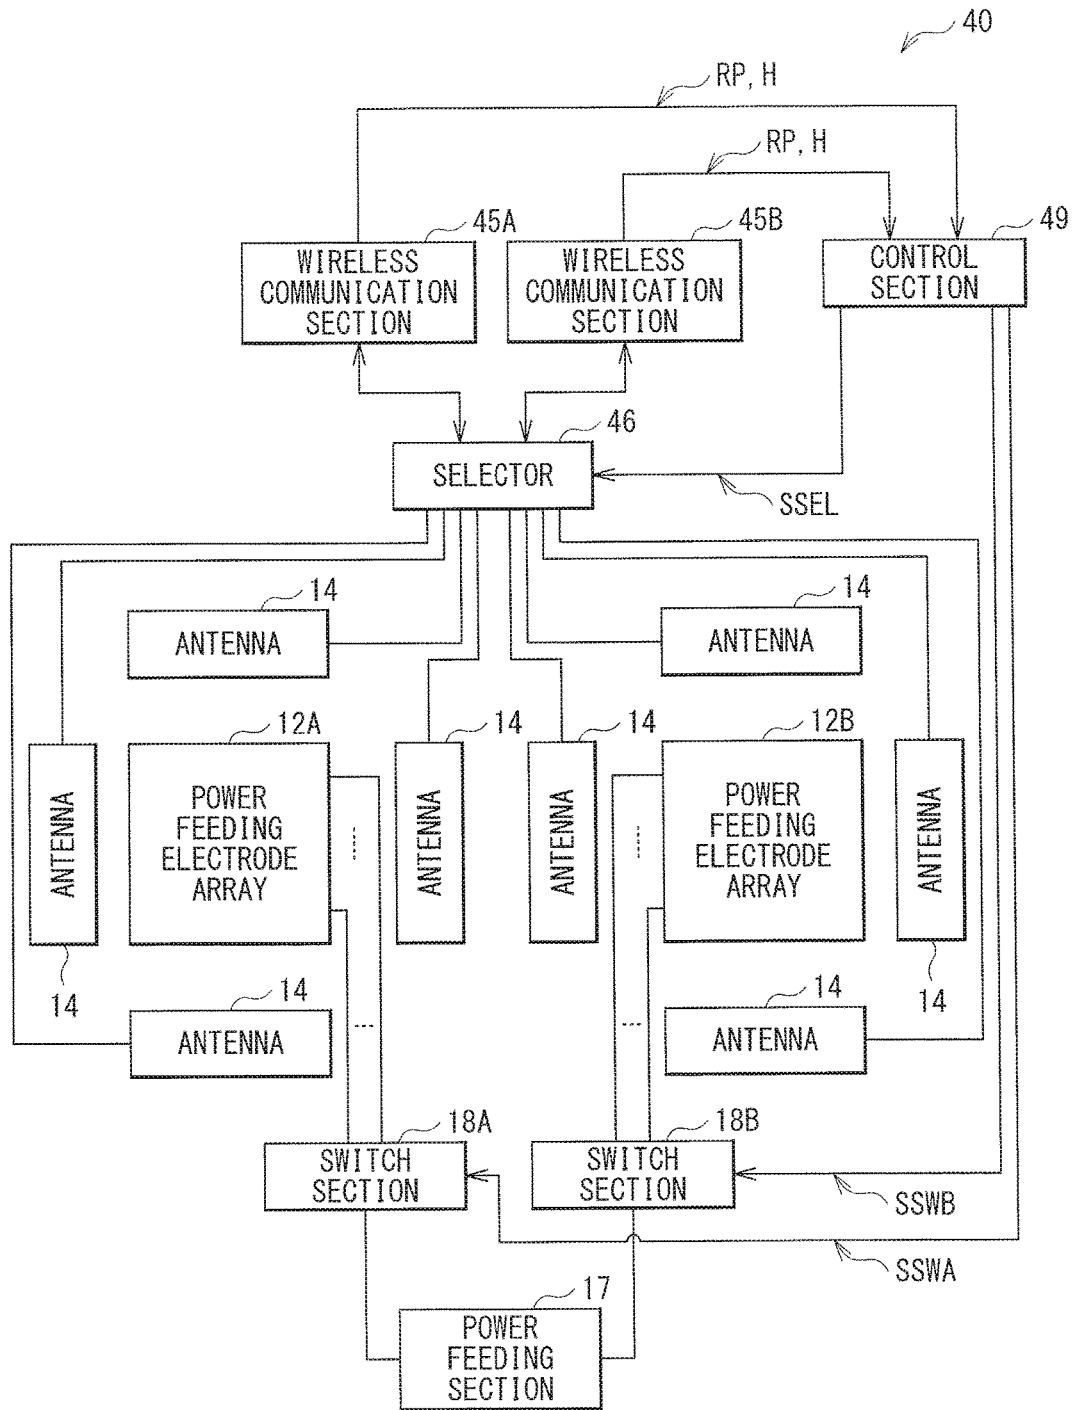 40
RP, H
RP, H
45A
45B
49
WIRELESS
COMMUNICATION
SECTION
WIRELESS
COMMUNICATION
SECTION
CONTROL
SECTION
46
SELECTOR
SSEL
14
ANTENNA
14
ANTENNA
12A
14
14
12B
ANTENNA
POWER
FEEDING
ELECTRODE
ARRAY
ANTENNA
ANTENNA
POWER
FEEDING
ELECTRODE
ARRAY
ANTENNA
14
14
14
14
ANTENNA
ANTENNA
18A
18B
SWITCH
SECTION
SWITCH
SECTION
SSWB
SSWA
17
POWER
FEEDING
SECTION